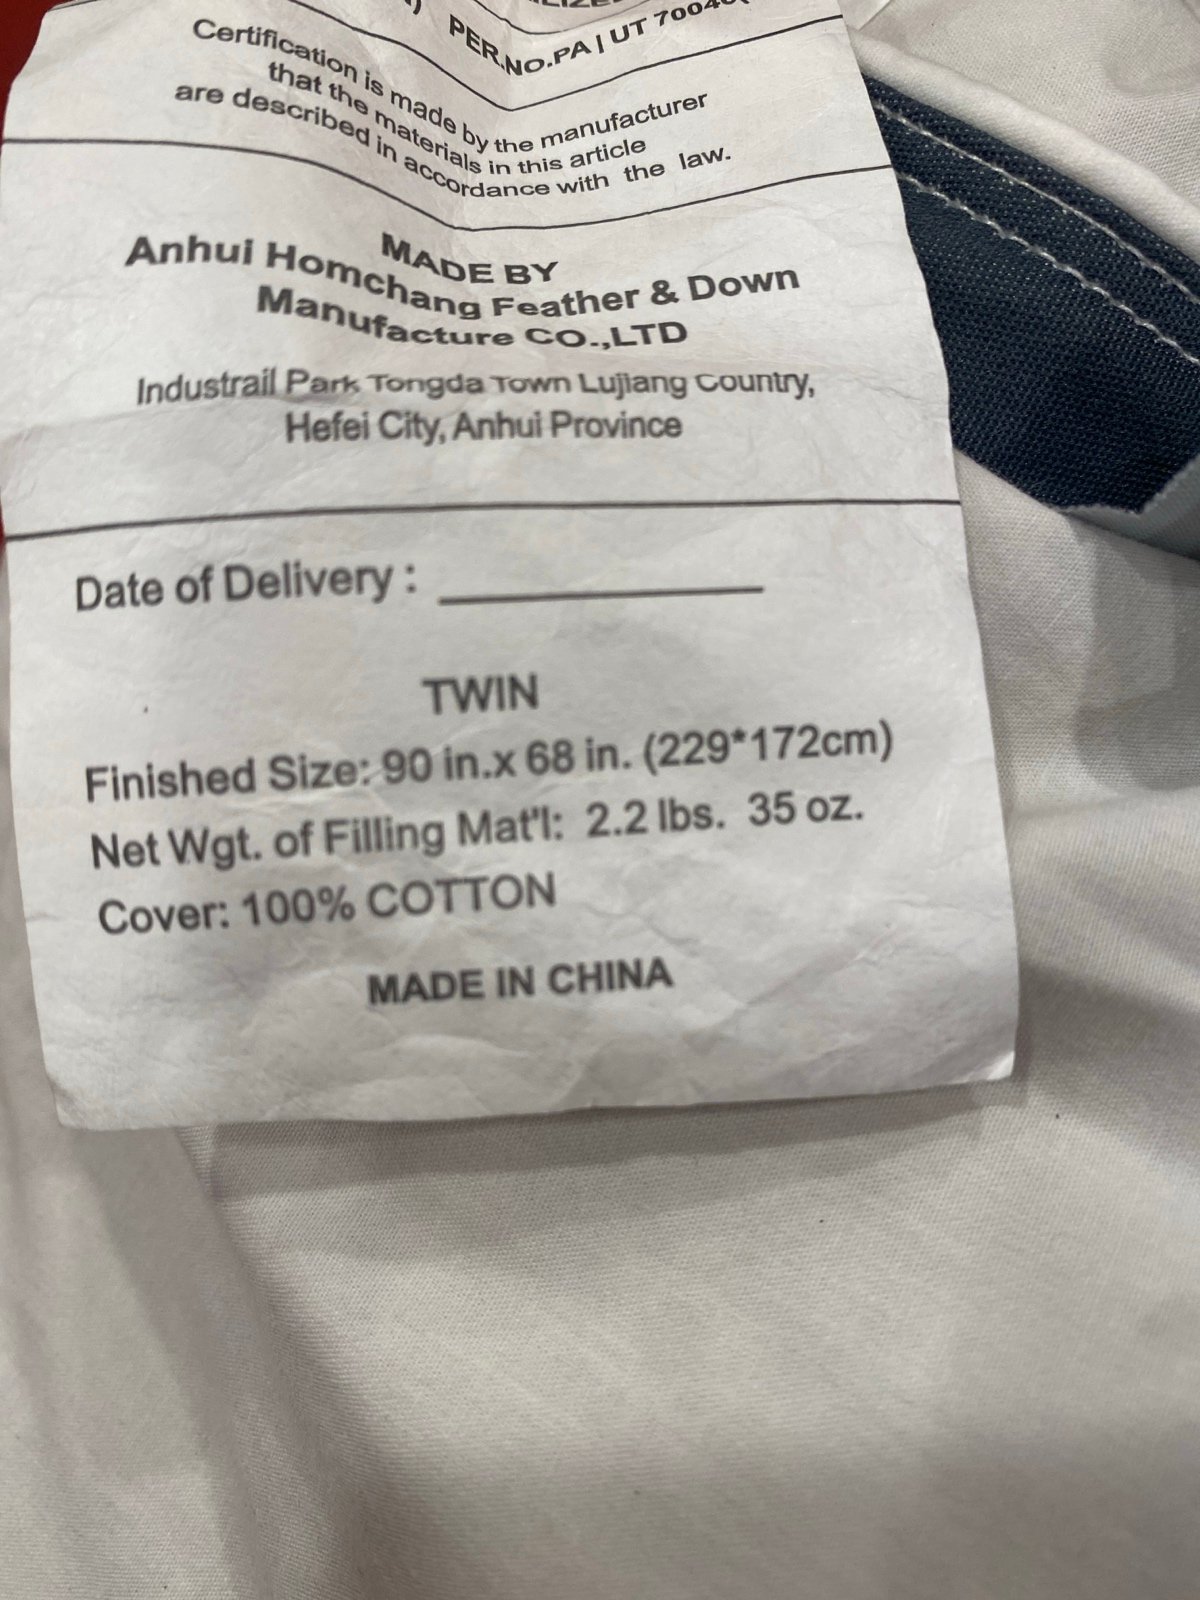 PER.NO.PA | UT
Certification is made by the manufacturer
that the materials in this article
are described in accordance with the law.
MADE BY
Anhui Homchang Feather & Down
Manufacture CO.,LTD
Industrail Park Tongda Town Lujiang Country,
Hefei City, Anhui Province
Date of Delivery :
TWIN
Finished Size: 90 in.x 68 in. (229*172cm)
Net Wgt. of Filling Mat'l: 2.2 lbs. 35 oz.
Cover: 100% COTTON
MADE IN CHINA